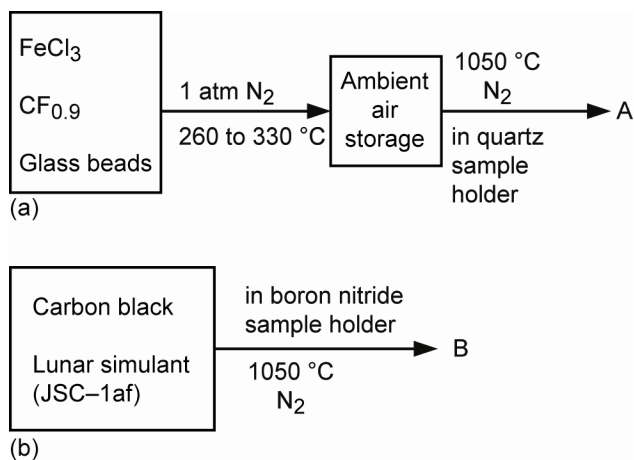 FeCl3
CF0.9
Glass beads
1 atm N2
260 to 330 °C
Ambient
air
storage
1050 °C
N2
in quartz
sample
holder
A
(a)
Carbon black
Lunar simulant
(JSC–1af)
in boron nitride
sample holder
1050 °C
N2
B
(b)